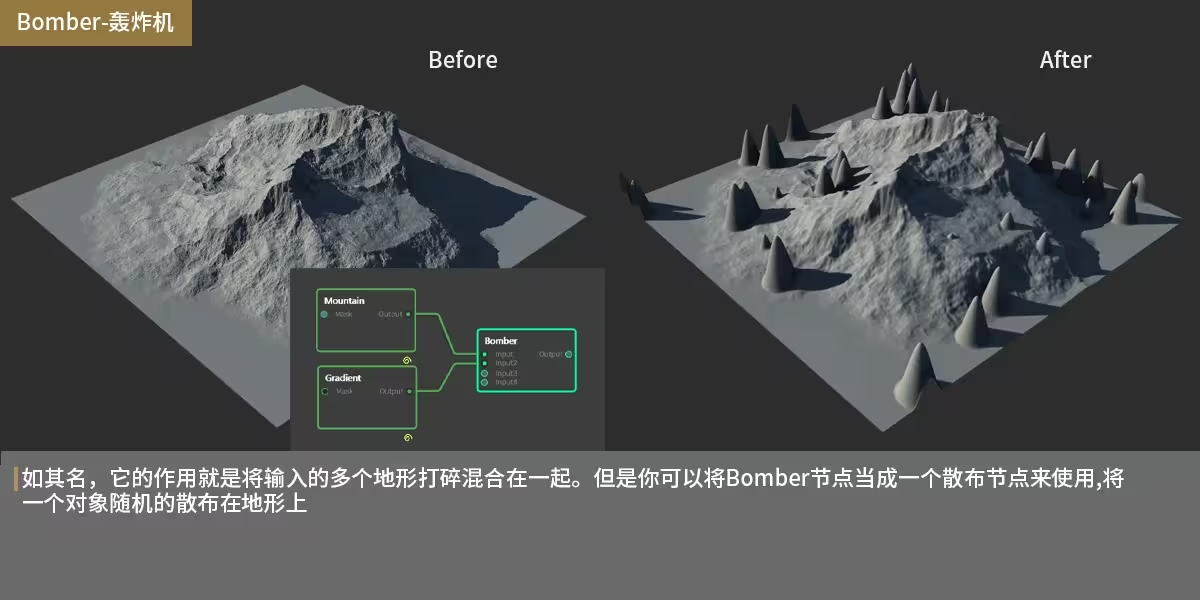 Bomber-轰炸机
Before
After
Mountain
Mask Output
Bomber
Input Output
Input2
Input3
Input4
Gradient
Mask Output
如其名，它的作用就是将输入的多个地形打碎混合在一起。但是你可以将Bomber节点当成一个散布节点来使用,将
一个对象随机的散布在地形上